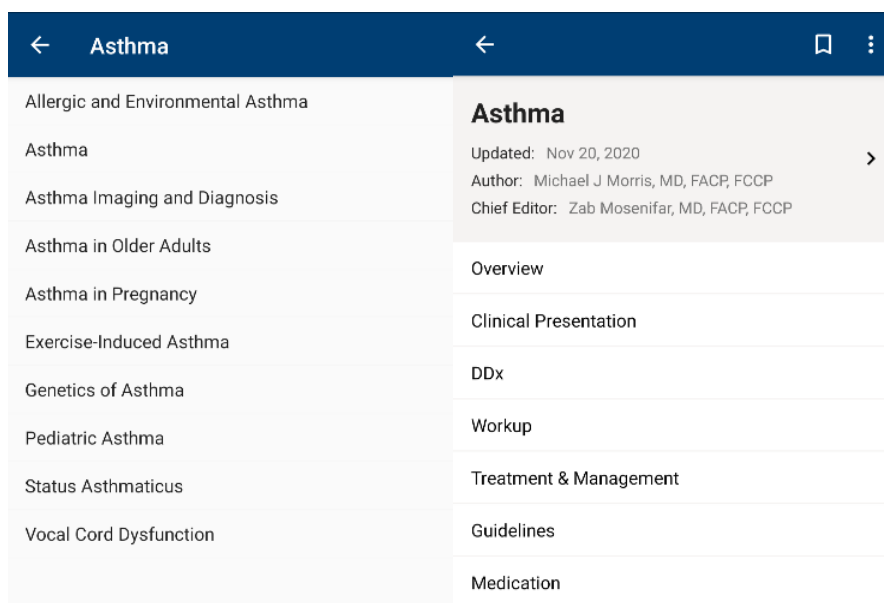 Asthma
Allergic and Environmental Asthma
Asthma
Asthma Imaging and Diagnosis
Asthma in Older Adults
Asthma in Pregnancy
Exercise-Induced Asthma
Genetics of Asthma
Pediatric Asthma
Status Asthmaticus
Vocal Cord Dysfunction
Asthma
Updated: Nov 20, 2020
Author: Michael J Morris, MD, FACP, FCCP
Chief Editor: Zab Mosenifar, MD, FACP, FCCP
Overview
Clinical Presentation
DDx
Workup
Treatment & Management
Guidelines
Medication